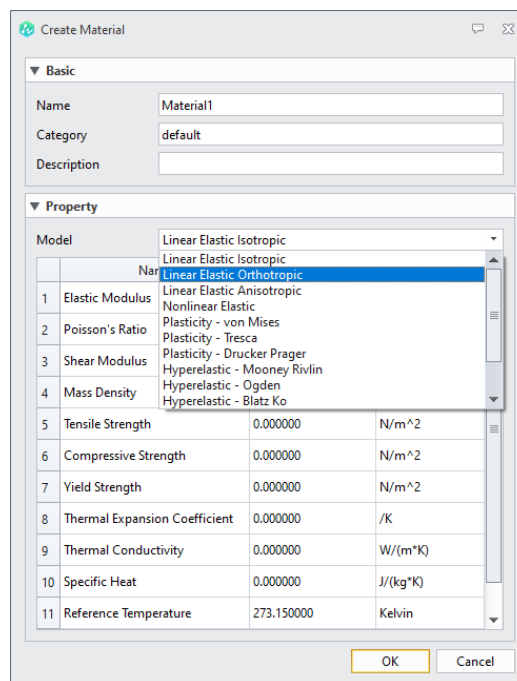 Create Material
Basic
Name Material1
Category default
Description
Property
Model Linear Elastic Isotropic
Linear Elastic Isotropic
Linear Elastic Orthotropic
Linear Elastic Anisotropic
Nonlinear Elastic
Plasticity - von Mises
Plasticity - Tresca
Plasticity - Drucker Prager
Hyperelastic - Mooney Rivlin
Hyperelastic - Ogden
Hyperelastic - Blatz Ko
1 Elastic Modulus
2 Poisson's Ratio
3 Shear Modulus
4 Mass Density
5 Tensile Strength 0.000000 N/m^2
6 Compressive Strength 0.000000 N/m^2
7 Yield Strength 0.000000 N/m^2
8 Thermal Expansion Coefficient 0.000000 /K
9 Thermal Conductivity 0.000000 W/(m*K)
10 Specific Heat 0.000000 J/(kg*K)
11 Reference Temperature 273.150000 Kelvin
OK Cancel